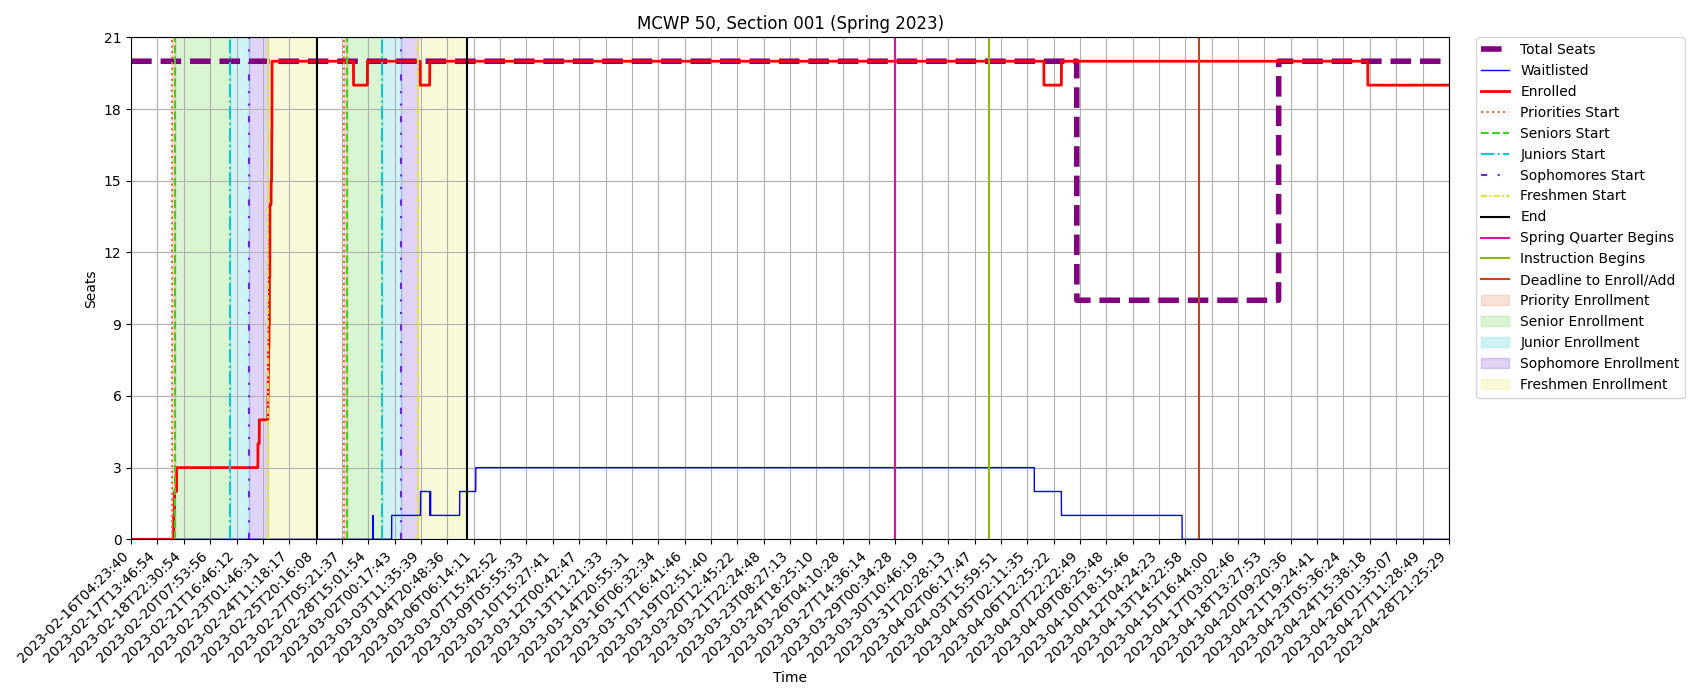 MCWP 50, Section 001 (Spring 2023)
21
18
15
12
9
6
3
0
Seats
2023-02-16T04:23:40
2023-02-17T13:46:54
2023-02-18T22:30:54
2023-02-20T07:53:56
2023-02-21T16:46:12
2023-02-23T01:46:31
2023-02-24T11:18:17
2023-02-25T20:16:08
2023-02-27T05:21:37
2023-02-28T15:01:54
2023-03-02T00:17:43
2023-03-03T11:35:39
2023-03-04T20:48:36
2023-03-06T06:14:11
2023-03-07T15:42:52
2023-03-09T05:55:33
2023-03-10T15:27:41
2023-03-12T00:42:47
2023-03-13T11:21:33
2023-03-14T20:55:31
2023-03-16T06:32:34
2023-03-17T16:41:46
2023-03-19T02:51:40
2023-03-20T12:45:22
2023-03-21T22:24:48
2023-03-23T08:27:13
2023-03-24T18:25:10
2023-03-26T04:10:28
2023-03-27T14:36:14
2023-03-29T00:34:28
2023-03-30T10:46:19
2023-03-31T20:28:13
2023-04-02T06:17:47
2023-04-03T15:59:51
2023-04-05T02:11:35
2023-04-06T12:25:22
2023-04-07T22:22:49
2023-04-09T08:25:48
2023-04-10T18:15:46
2023-04-12T04:24:23
2023-04-13T14:22:58
2023-04-15T16:44:00
2023-04-17T03:02:46
2023-04-18T13:27:53
2023-04-20T09:20:36
2023-04-21T19:24:41
2023-04-23T05:36:24
2023-04-24T15:38:18
2023-04-26T01:35:07
2023-04-27T11:28:49
2023-04-28T21:25:29
Time
Total Seats
Waitlisted
Enrolled
Priorities Start
Seniors Start
Juniors Start
Sophomores Start
Freshmen Start
End
Spring Quarter Begins
Instruction Begins
Deadline to Enroll/Add
Priority Enrollment
Senior Enrollment
Junior Enrollment
Sophomore Enrollment
Freshmen Enrollment